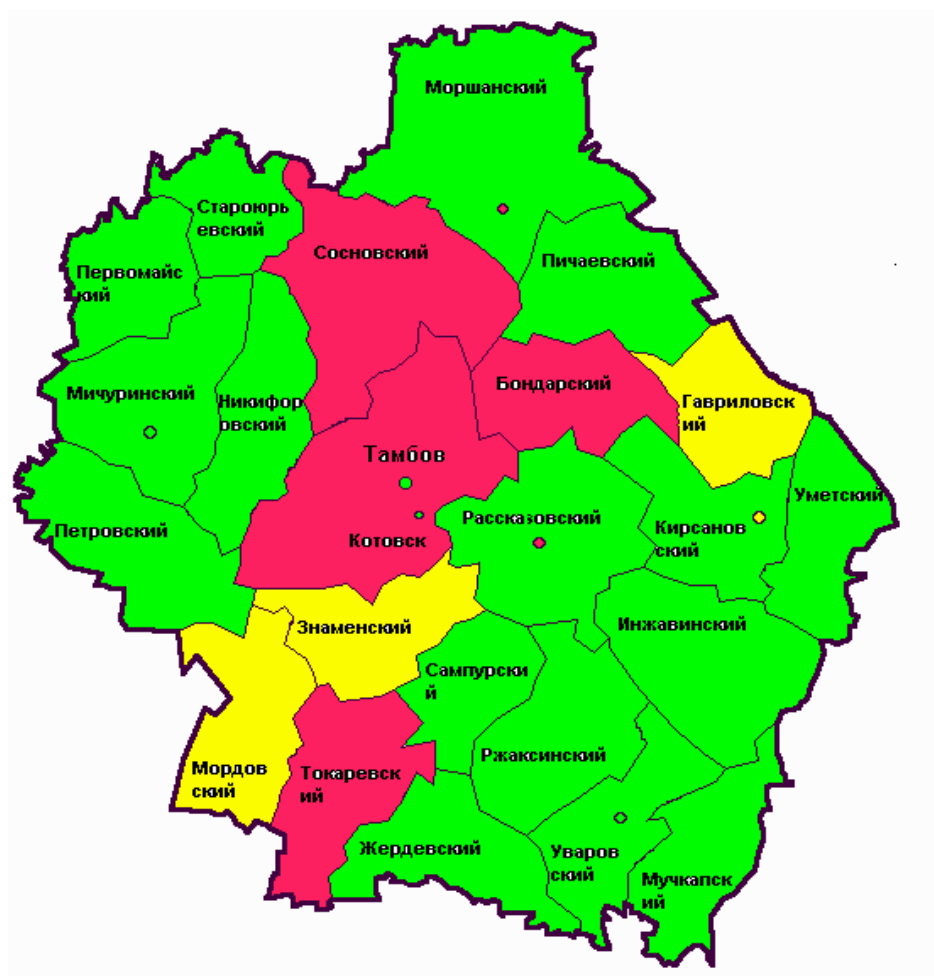 Моршанский
Староюрь
евский
Сосновский
Пичаевский
Первомайс
кий
Мичуринский
Никифор
овский
Бондарский
Гавриловск
ий
Тамбов
Уметский
Петровский
Котовск
Рассказовский
Кирсанов
ский
Знаменский
Инжавинский
Сампурски
й
Мордов
ский
Токаревск
ий
Ржаксинский
Жердевский
Уваров
ский
Мучкапск
ий